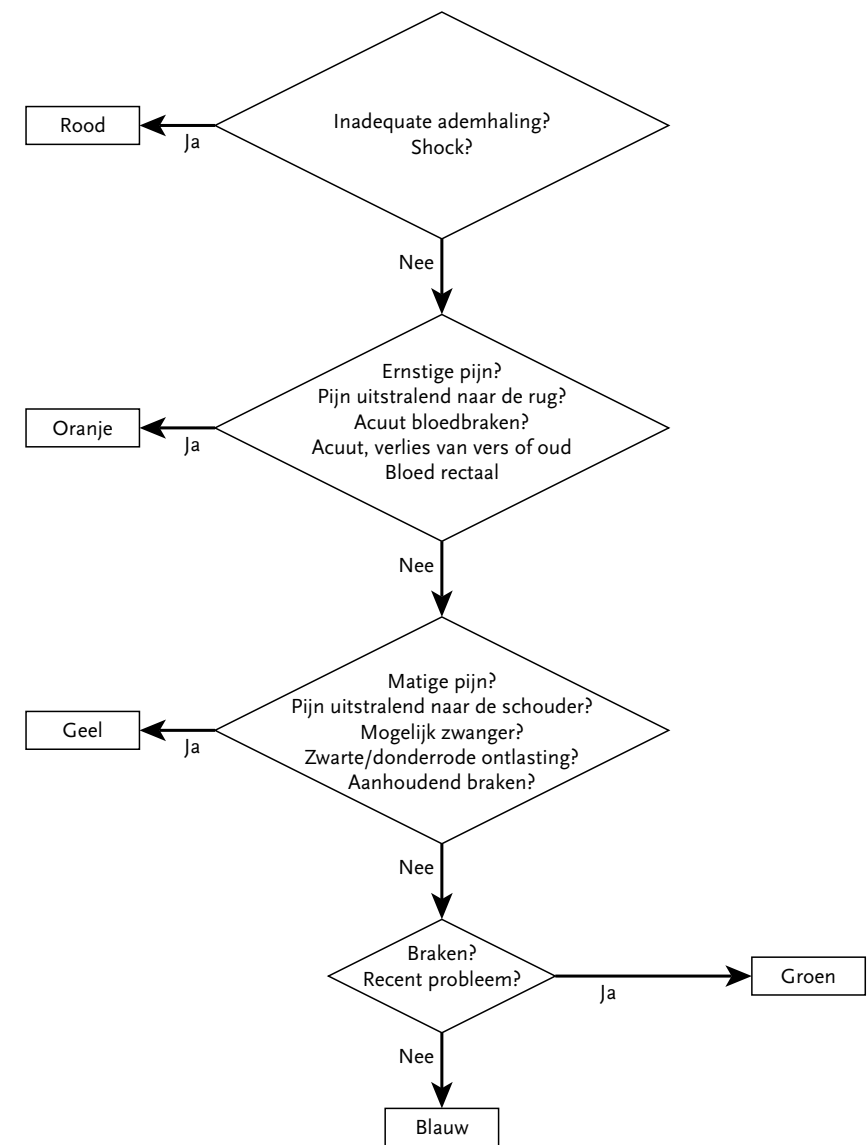 Inadequate ademhaling?
Shock?
Rood
Ja
Nee
Ernstige pijn?
Pijn uitstralend naar de rug?
Acuut bloedbraken?
Acuut, verlies van vers of oud
Bloed rectaal
Oranje
Ja
Nee
Matige pijn?
Pijn uitstralend naar de schouder?
Mogelijk zwanger?
Zwarte/donderrode ontlasting?
Aanhoudend braken?
Geel
Ja
Nee
Braken?
Recent probleem?
Groen
Ja
Nee
Blauw